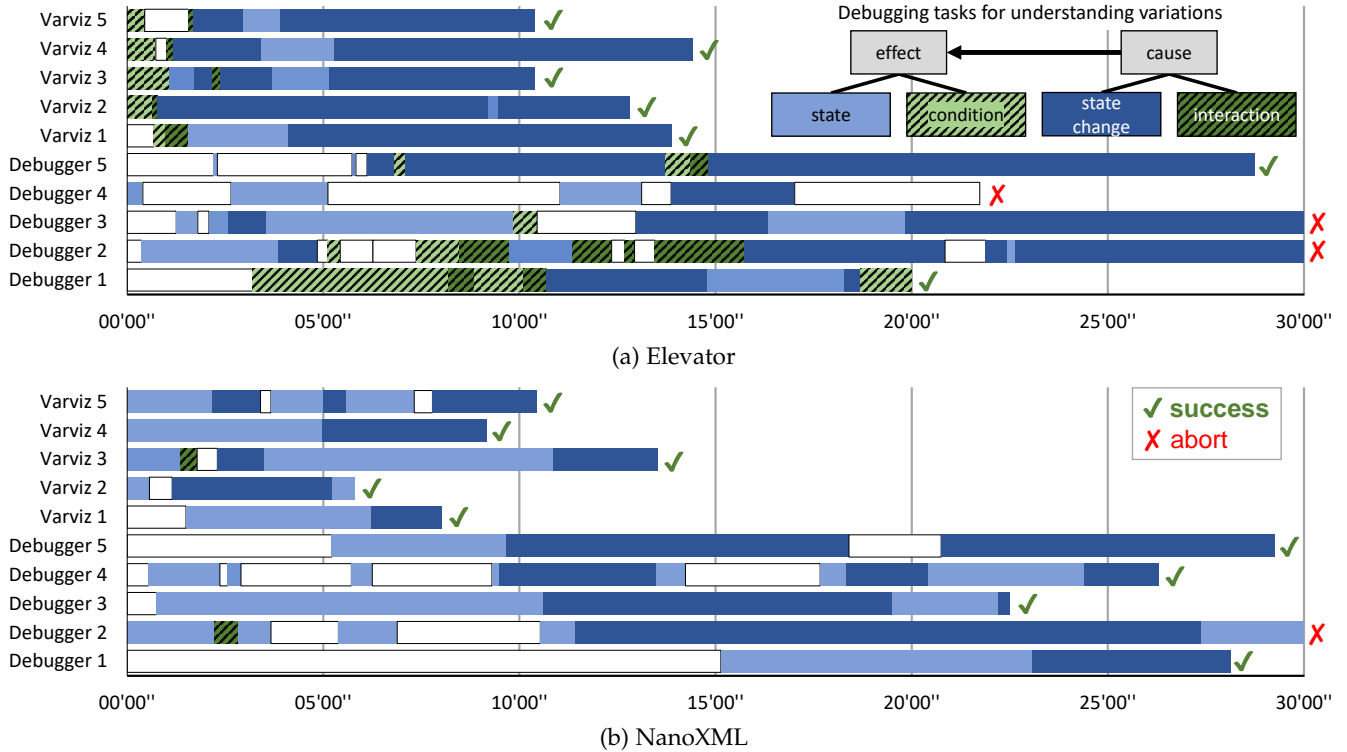 Debugging tasks for understanding variations
effect
cause
state
condition
state
change
interaction
Varviz 5
Varviz 4
Varviz 3
Varviz 2
Varviz 1
Debugger 5
Debugger 4
Debugger 3
Debugger 2
Debugger 1
00'00'' 05'00'' 10'00'' 15'00'' 20'00'' 25'00'' 30'00''
(a) Elevator
Varviz 5
Varviz 4
Varviz 3
Varviz 2
Varviz 1
Debugger 5
Debugger 4
Debugger 3
Debugger 2
Debugger 1
✓ success
✗ abort
00'00'' 05'00'' 10'00'' 15'00'' 20'00'' 25'00'' 30'00''
(b) NanoXML